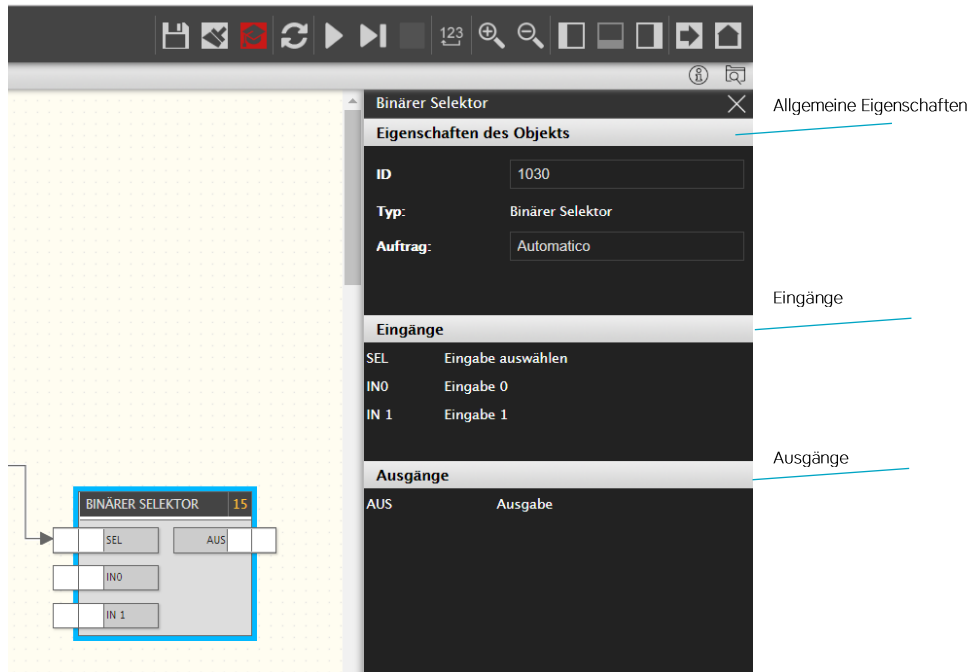 123
Binärer Selektor
Allgemeine Eigenschaften
Eigenschaften des Objekts
ID 1030
Typ: Binärer Selektor
Auftrag: Automatico
Eingänge
Eingänge
SEL Eingabe auswählen
IN0 Eingabe 0
IN 1 Eingabe 1
Ausgänge
Ausgänge
AUS Ausgabe
BINÄRER SELEKTOR 15
SEL AUS
IN0
IN 1